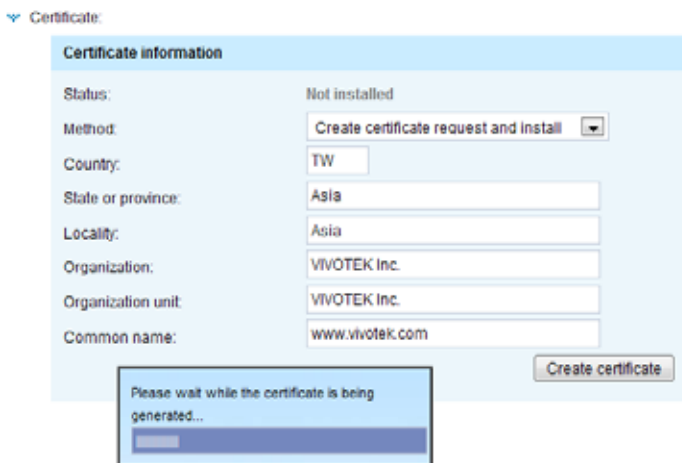 Certificate:
Certificate information
Status: Not installed
Method: Create certificate request and install
Country: TW
State or province: Asia
Locality: Asia
Organization: VIVOTEK Inc.
Organization unit: VIVOTEK Inc.
Common name: www.vivotek.com
Create certificate
Please wait while the certificate is being
generated...